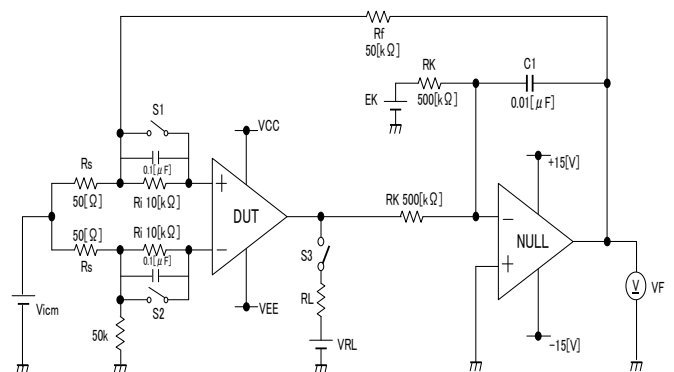 Rf
50[kΩ]
C1
0.01[μF]
RK
500[kΩ]
EK
S1
VCC
+15[V]
0.1[μF]
Rs
50[Ω]
Ri 10[kΩ]
+
DUT
RK 500[kΩ]
−
NULL
+
50[Ω]
Rs
Ri 10[kΩ]
−
0.1[μF]
S2
S3
V
VF
Vicm
50k
VEE
RL
VRL
-15[V]